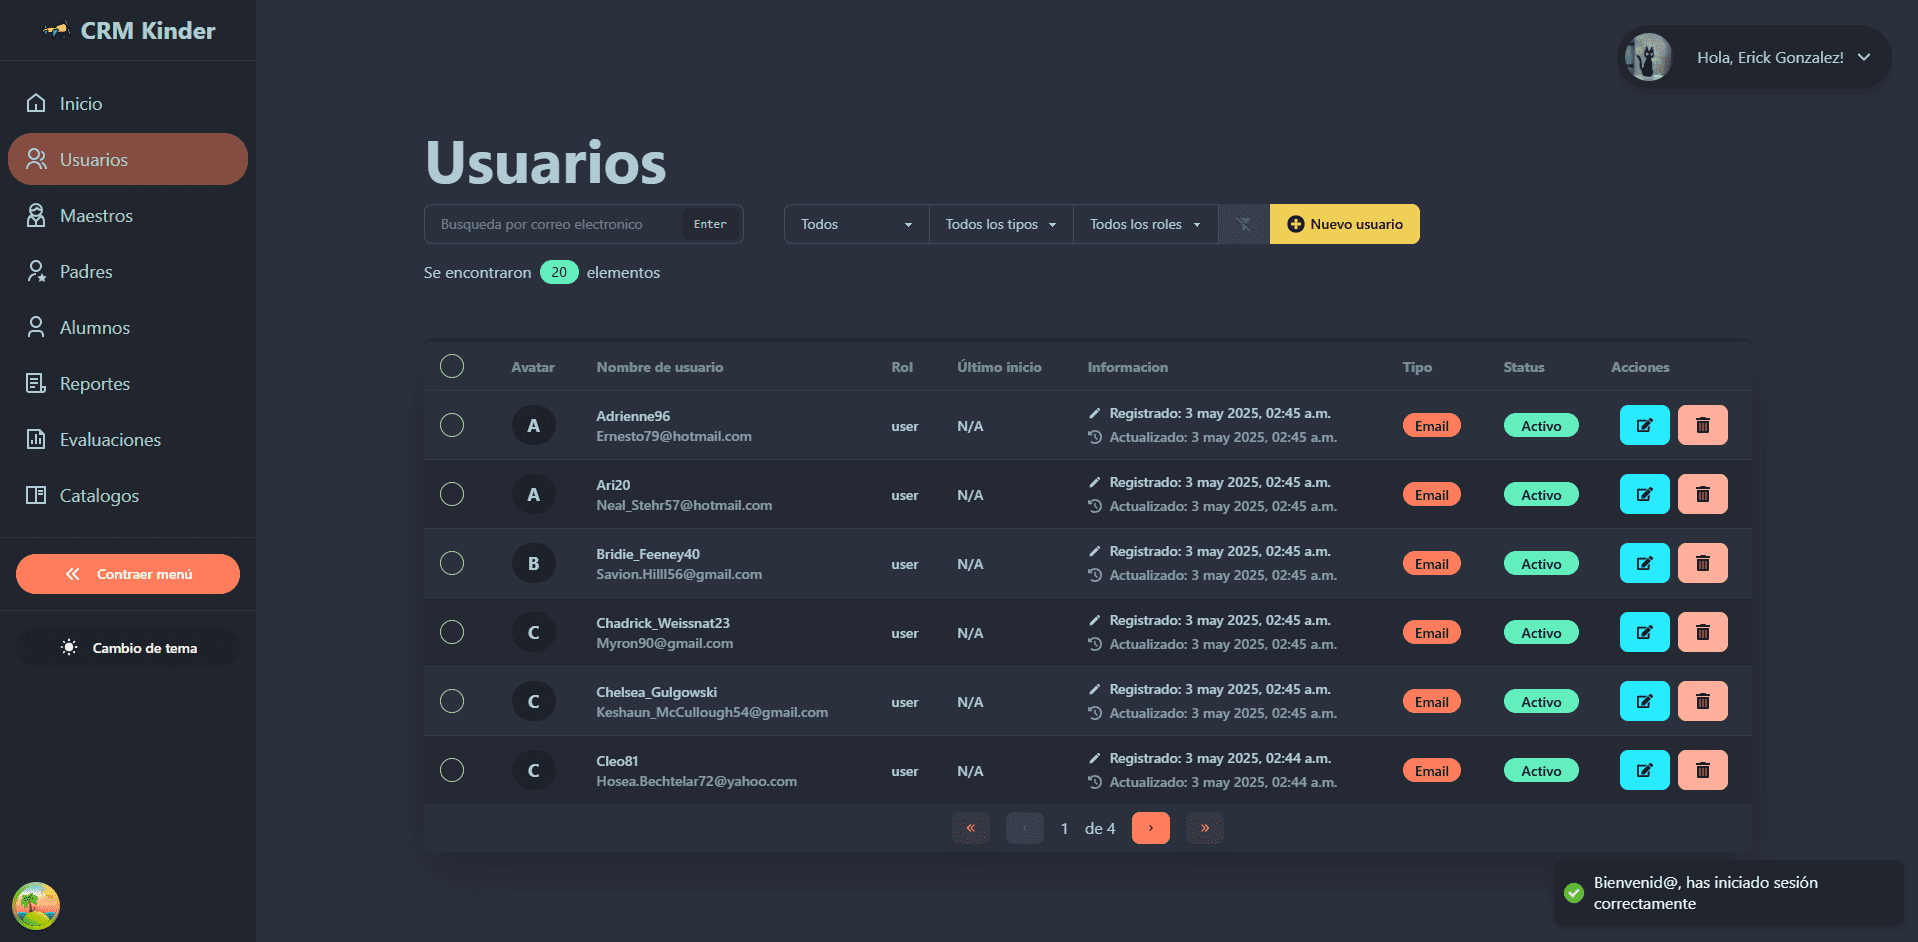 CRM Kinder
Hola, Erick Gonzalez!
Inicio
Usuarios
Maestros
Padres
Alumnos
Reportes
Evaluaciones
Catalogos
Contraer menú
Cambio de tema
Usuarios
Busqueda por correo electronico Enter Todos Todos los tipos Todos los roles Nuevo usuario
Se encontraron 20 elementos
Avatar Nombre de usuario Rol Último inicio Informacion Tipo Status Acciones
A Adrienne96 user N/A Registrado: 3 may 2025, 02:45 a.m. Email Activo
Ernesto79@hotmail.com Actualizado: 3 may 2025, 02:45 a.m.
A Ari20 user N/A Registrado: 3 may 2025, 02:45 a.m. Email Activo
Neal_Stehr57@hotmail.com Actualizado: 3 may 2025, 02:45 a.m.
B Bridie_Feeney40 user N/A Registrado: 3 may 2025, 02:45 a.m. Email Activo
Savion.Hilll56@gmail.com Actualizado: 3 may 2025, 02:45 a.m.
C Chadrick_Weissnat23 user N/A Registrado: 3 may 2025, 02:45 a.m. Email Activo
Myron90@gmail.com Actualizado: 3 may 2025, 02:45 a.m.
C Chelsea_Gulgowski user N/A Registrado: 3 may 2025, 02:45 a.m. Email Activo
Keshaun_McCullough54@gmail.com Actualizado: 3 may 2025, 02:45 a.m.
C Cleo81 user N/A Registrado: 3 may 2025, 02:44 a.m. Email Activo
Hosea.Bechtelar72@yahoo.com Actualizado: 3 may 2025, 02:44 a.m.
« ‹ 1 de 4 › »
Bienvenid@, has iniciado sesión
correctamente